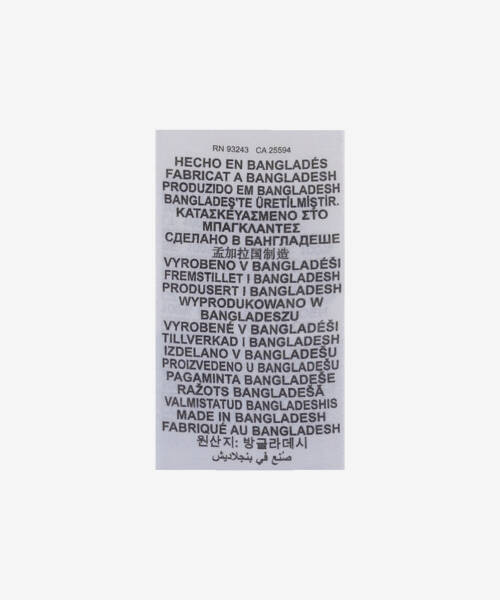 RN 93243 CA 25594
HECHO EN BANGLADÉS
FABRICAT A BANGLADESH
PRODUZIDO EM BANGLADESH
BANGLADEŞ'TE ÜRETİLMİŞTİR.
ΚΑΤΑΣΚΕΥΑΣΜΕΝΟ ΣΤΟ
ΜΠΑΓΚΛΑΝΤΕΣ
СДЕЛАНО В БАНГЛАДЕШЕ
孟加拉国制造
VYROBENO V BANGLADÉŠI
FREMSTILLET I BANGLADESH
PRODUSERT I BANGLADESH
WYPRODUKOWANO W
BANGLADESZU
VYROBENÉ V BANGLADÉŠI
TILLVERKAD I BANGLADESH
IZDELANO V BANGLADEŠU
PROIZVEDENO U BANGLADEŠU
PAGAMINTA BANGLADEŠE
RAŽOTS BANGLADEŠĀ
VALMISTATUD BANGLADESHIS
MADE IN BANGLADESH
FABRIQUÉ AU BANGLADESH
원산지: 방글라데시
صُنع في بنجلاديش